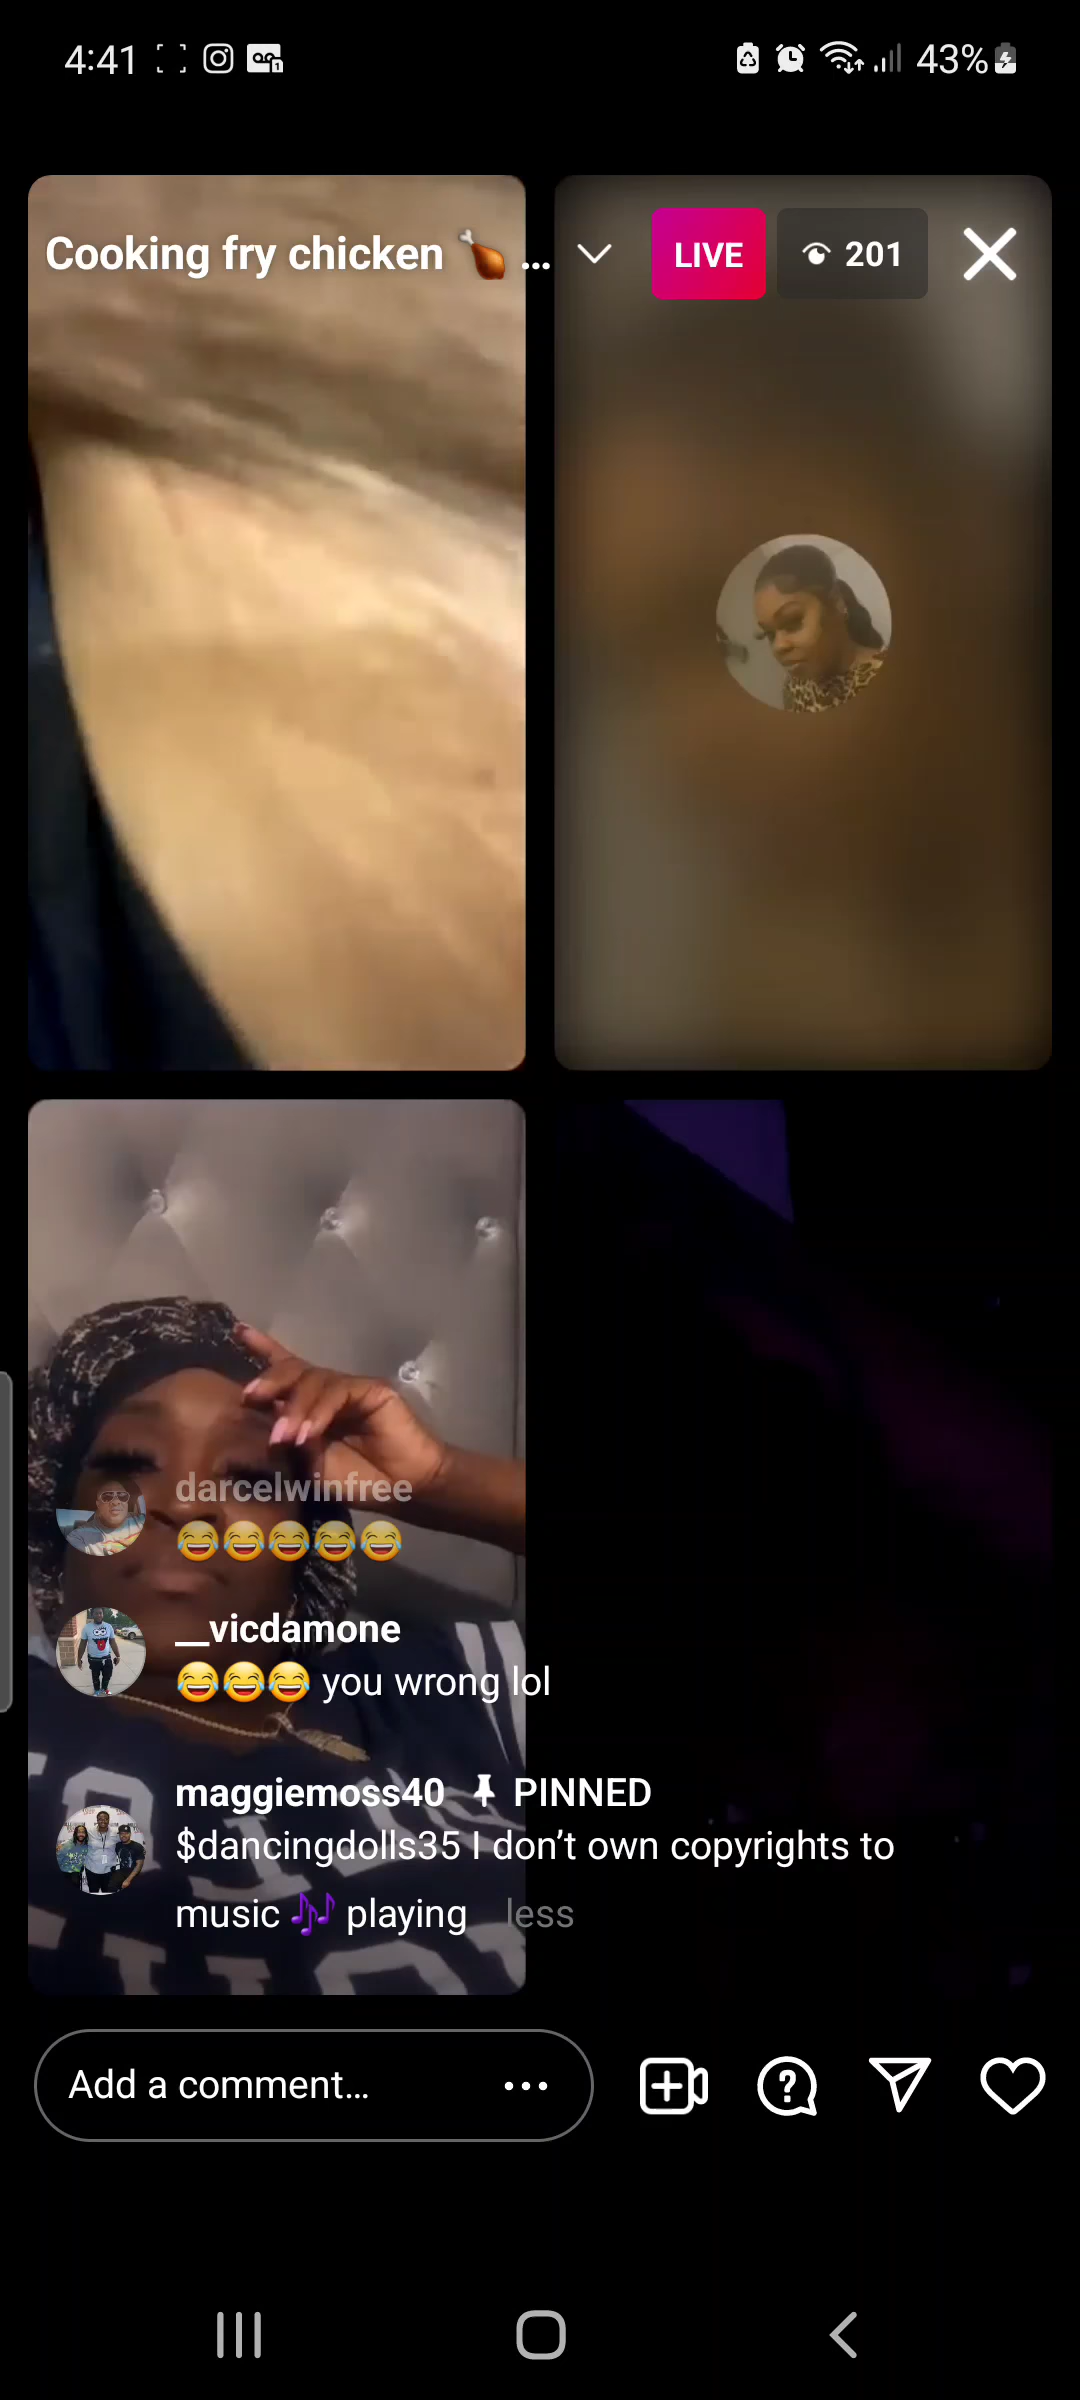 4:41
43%
Cooking fry chicken 🍗 ...
LIVE
201
darcelwinfree
😂😂😂😂😂
__vicdamone
😂😂😂 you wrong lol
maggiemoss40 📌 PINNED
$dancingdolls35 I don’t own copyrights to
music 🎶 playing less
Add a comment...